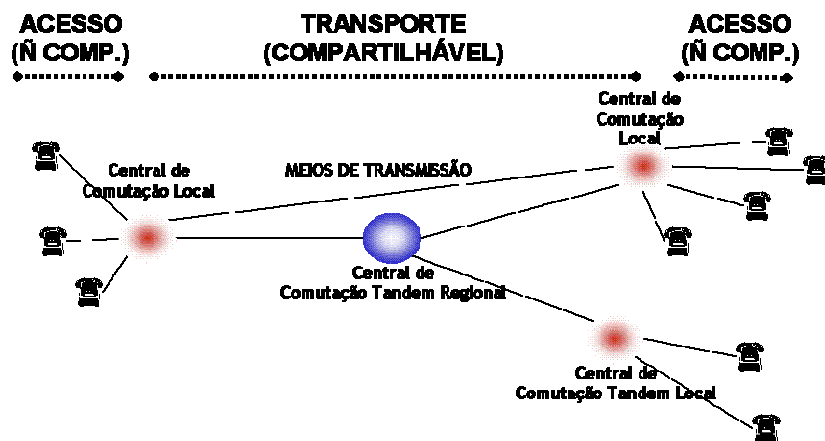 ACESSO
(Ñ COMP.)
TRANSPORTE
(COMPARTILHÁVEL)
ACESSO
(Ñ COMP.)
Central de
Comutação
Local
Central de
Comutação Local
MEIOS DE TRANSMISSÃO
Central de
Comutação Tandem Regional
Central de
Comutação Tandem Local